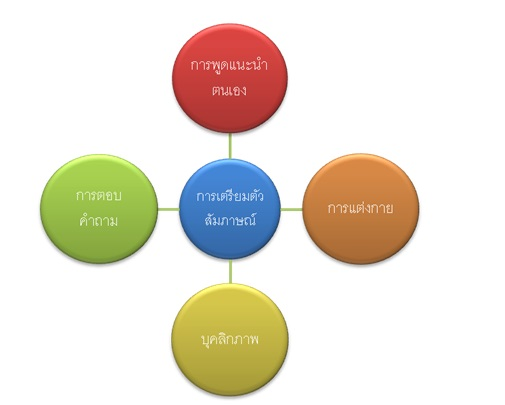 การพูดแนะนำ
ตนเอง
การตอบ
คำถาม
การเตรียมตัว
สัมภาษณ์
การแต่งกาย
บุคลิกภาพ